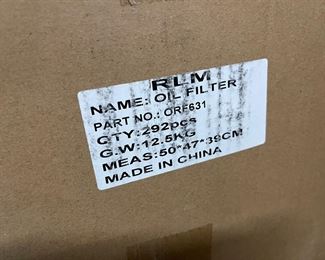 RLM
NAME: OIL FILTER
PART NO.: ORF631
QTY:292pcs
G.W:12.5KG
MEAS:50*47*39CM
MADE IN CHINA